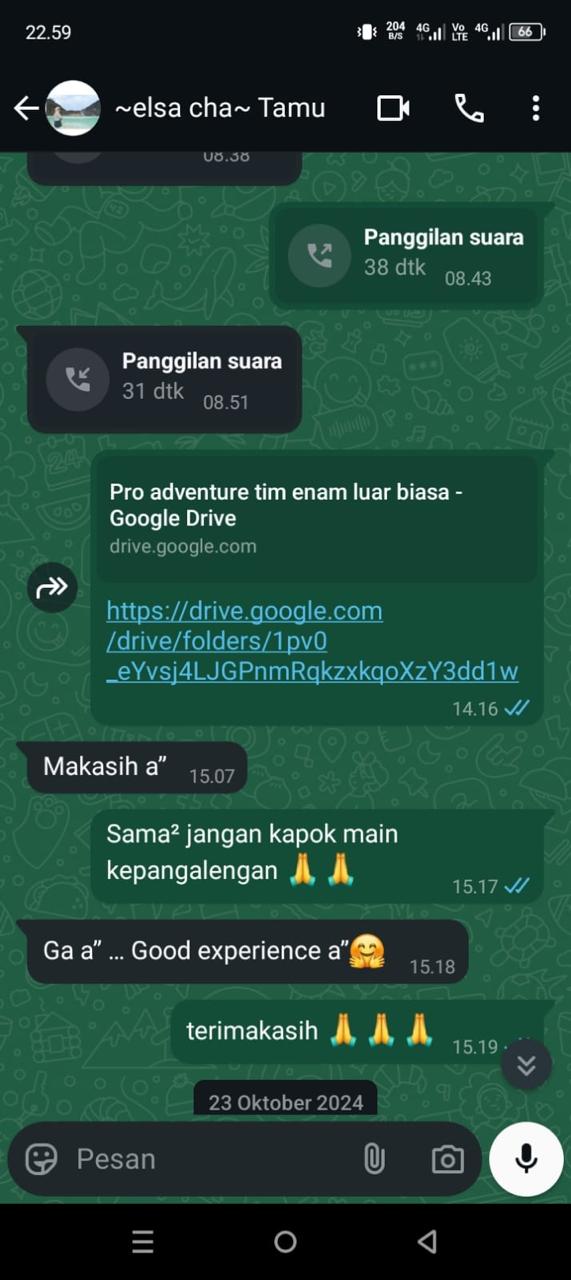 22.59
204 B/S 4G Vo LTE 4G 66
~elsa cha~ Tamu
08.38
Panggilan suara
38 dtk 08.43
Panggilan suara
31 dtk 08.51
Pro adventure tim enam luar biasa -
Google Drive
drive.google.com
https://drive.google.com
/drive/folders/1pv0
_eYvsj4LJGPnmRqkzxkqoXzY3dd1w
14.16
Makasih a” 15.07
Sama² jangan kapok main
kepangalengan 🙏 🙏
15.17
Ga a” ... Good experience a”🤗 15.18
terimakasih 🙏 🙏 🙏 15.19
23 Oktober 2024
Pesan